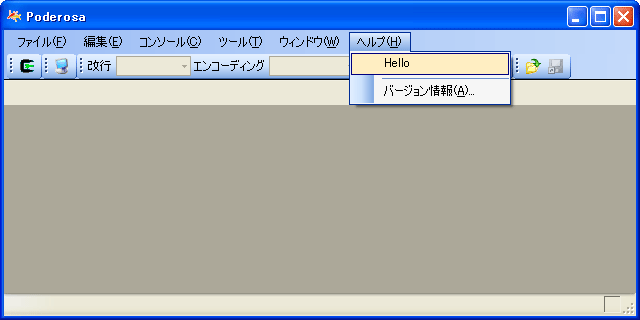 Poderosa
ファイル(F) 編集(E) コンソール(C) ツール(T) ウィンドウ(W) ヘルプ(H)
改行 エンコーディング
Hello
バージョン情報(A)...